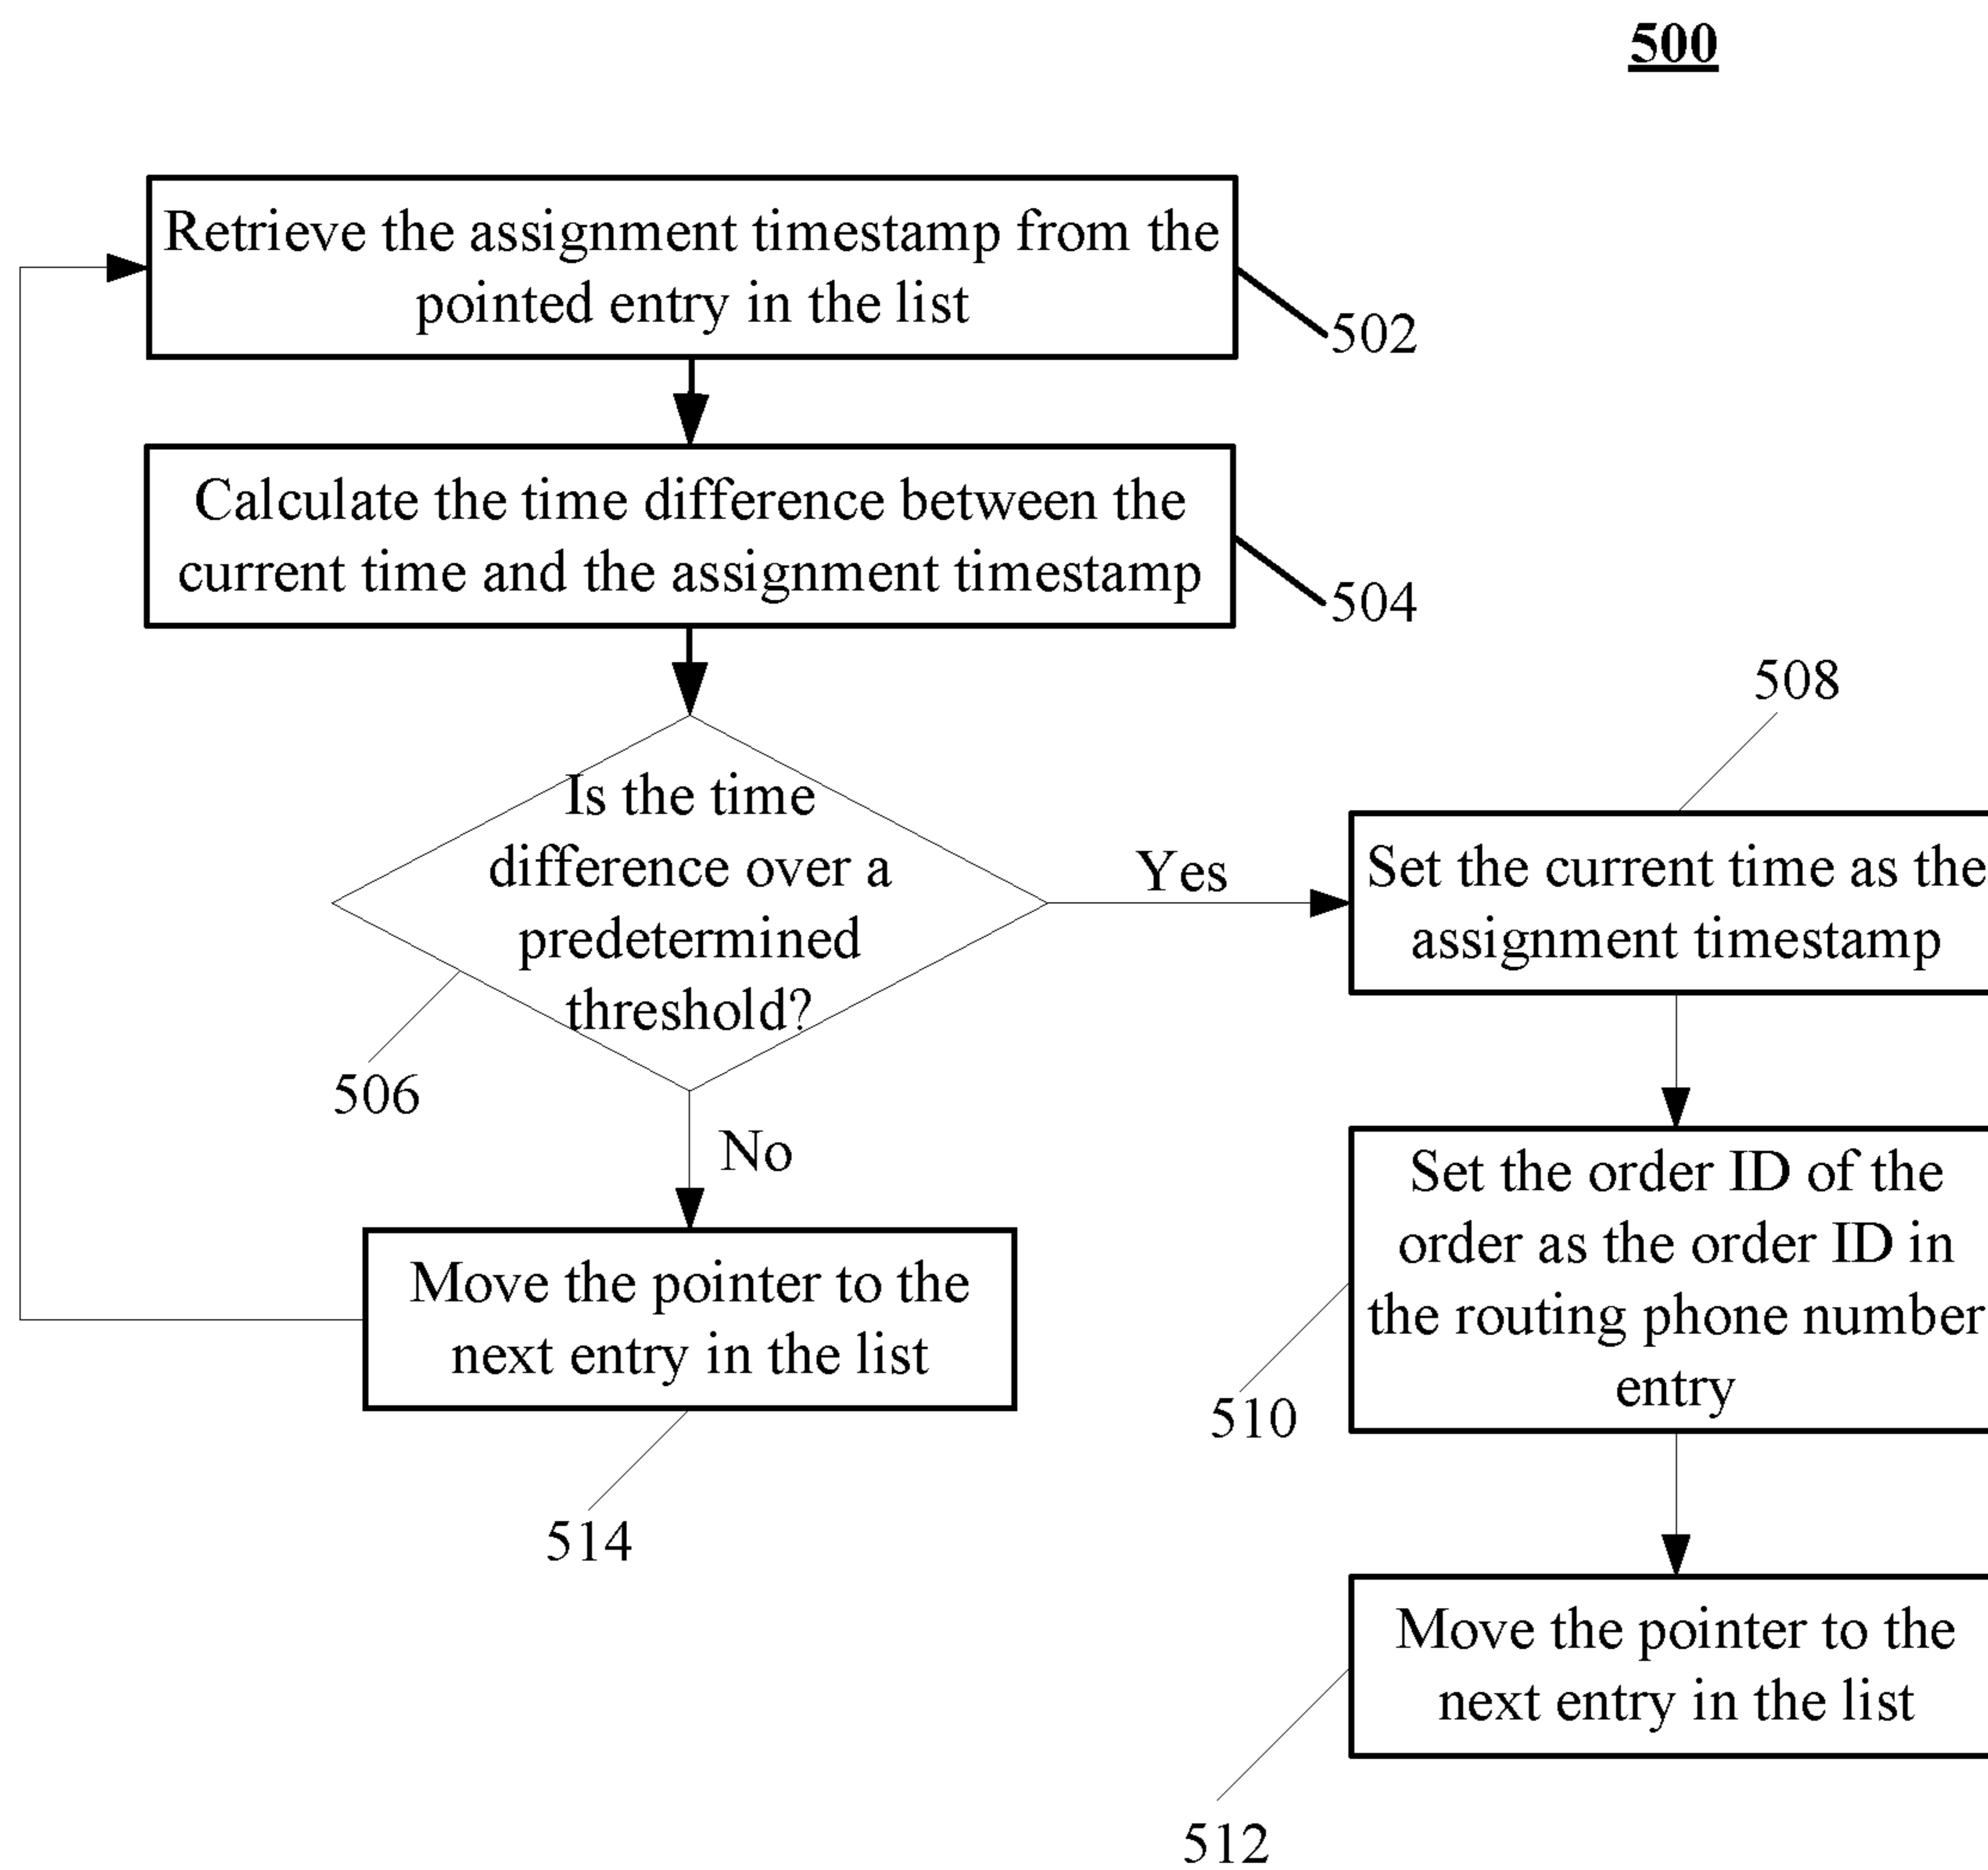 500
Retrieve the assignment timestamp from the
pointed entry in the list
502
Calculate the time difference between the
current time and the assignment timestamp
504
Is the time
difference over a
predetermined
threshold?
506
Yes
No
508
Set the current time as the
assignment timestamp
Set the order ID of the
order as the order ID in
the routing phone number
entry
510
Move the pointer to the
next entry in the list
514
Move the pointer to the
next entry in the list
512